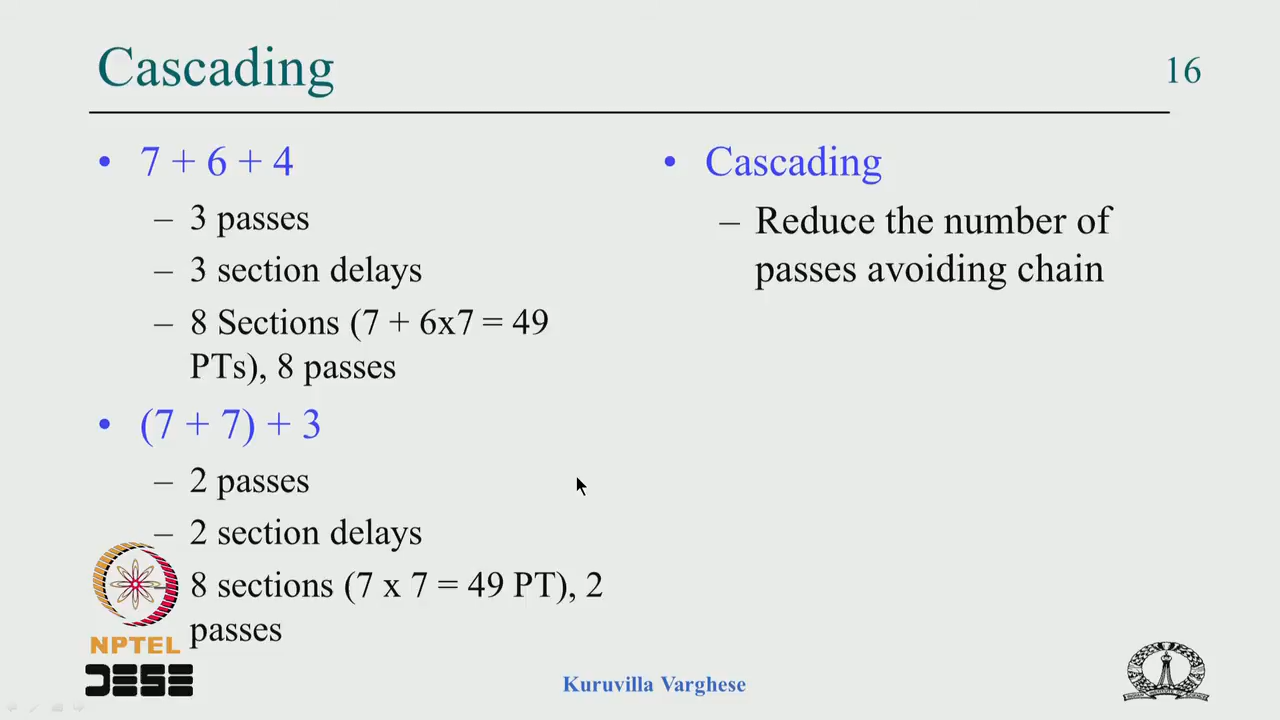 Cascading
16
• 7 + 6 + 4
– 3 passes
– 3 section delays
– 8 Sections (7 + 6x7 = 49
PTs), 8 passes
• (7 + 7) + 3
– 2 passes
– 2 section delays
8 sections (7 x 7 = 49 PT), 2
passes
• Cascading
– Reduce the number of
passes avoiding chain
NPTEL
DESE
Kuruvilla Varghese